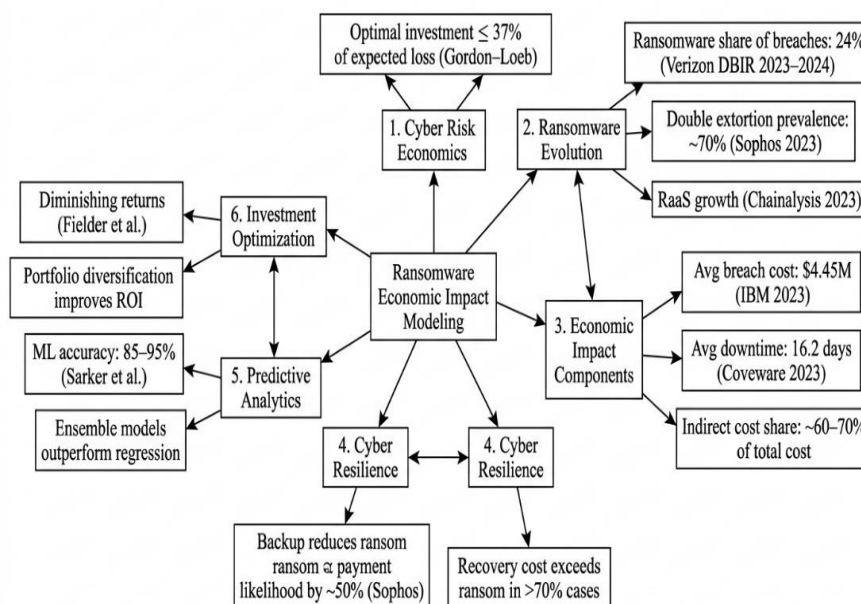 Optimal investment ≤ 37%
of expected loss (Gordon–Loeb)
Ransomware share of breaches: 24%
(Verizon DBIR 2023–2024)
1. Cyber Risk
Economics
2. Ransomware
Evolution
Double extortion prevalence:
~70% (Sophos 2023)
RaaS growth (Chainalysis 2023)
Diminishing returns
(Fielder et al.)
6. Investment
Optimization
Portfolio diversification
improves ROI
Ransomware
Economic Impact
Modeling
Avg breach cost: $4.45M
(IBM 2023)
3. Economic
Impact
Components
Avg downtime: 16.2 days
(Coveware 2023)
Indirect cost share: ~60–70%
of total cost
ML accuracy: 85–95%
(Sarker et al.)
5. Predictive
Analytics
Ensemble models
outperform regression
4. Cyber
Resilience
4. Cyber
Resilience
Backup reduces ransom
ransom payment
likelihood by ~50% (Sophos)
Recovery cost exceeds
ransom in >70% cases